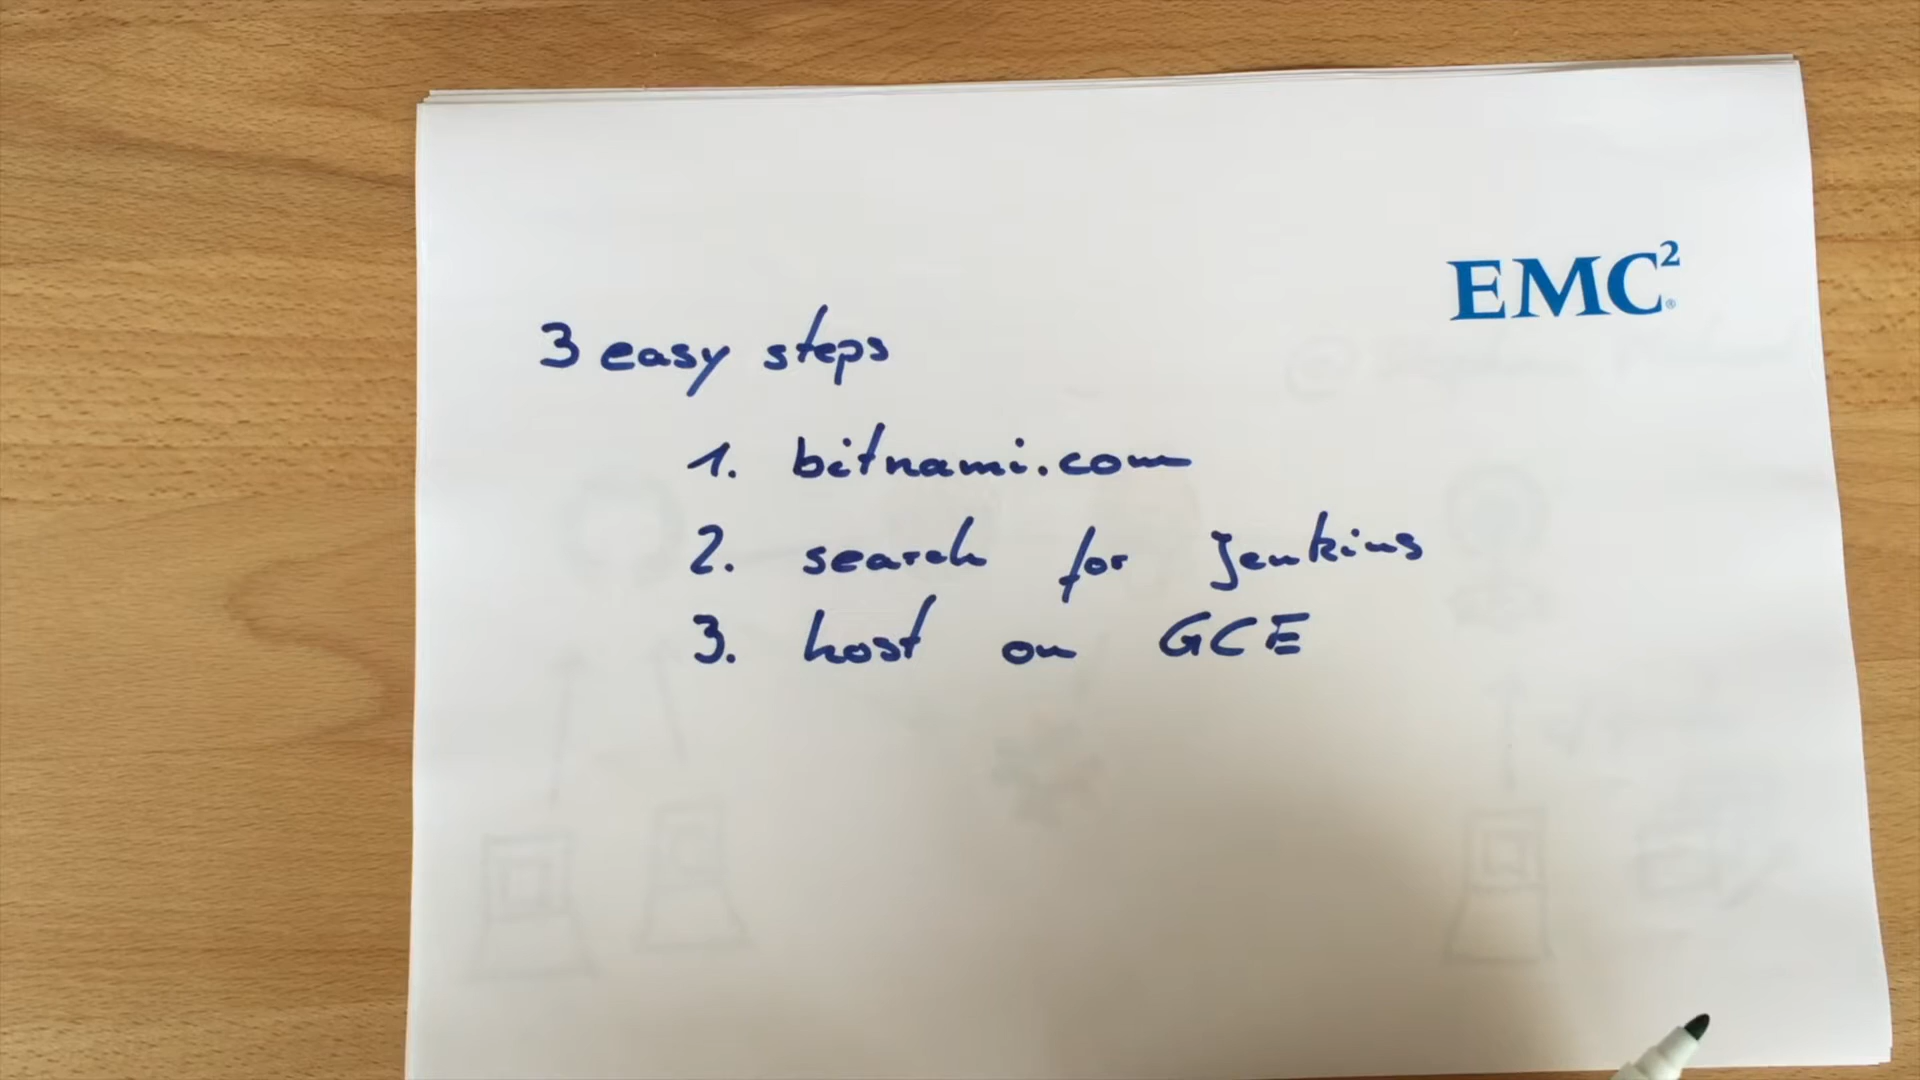 EMC²
3 easy steps
1. bitnami.com
2. search for Jenkins
3. host on GCE